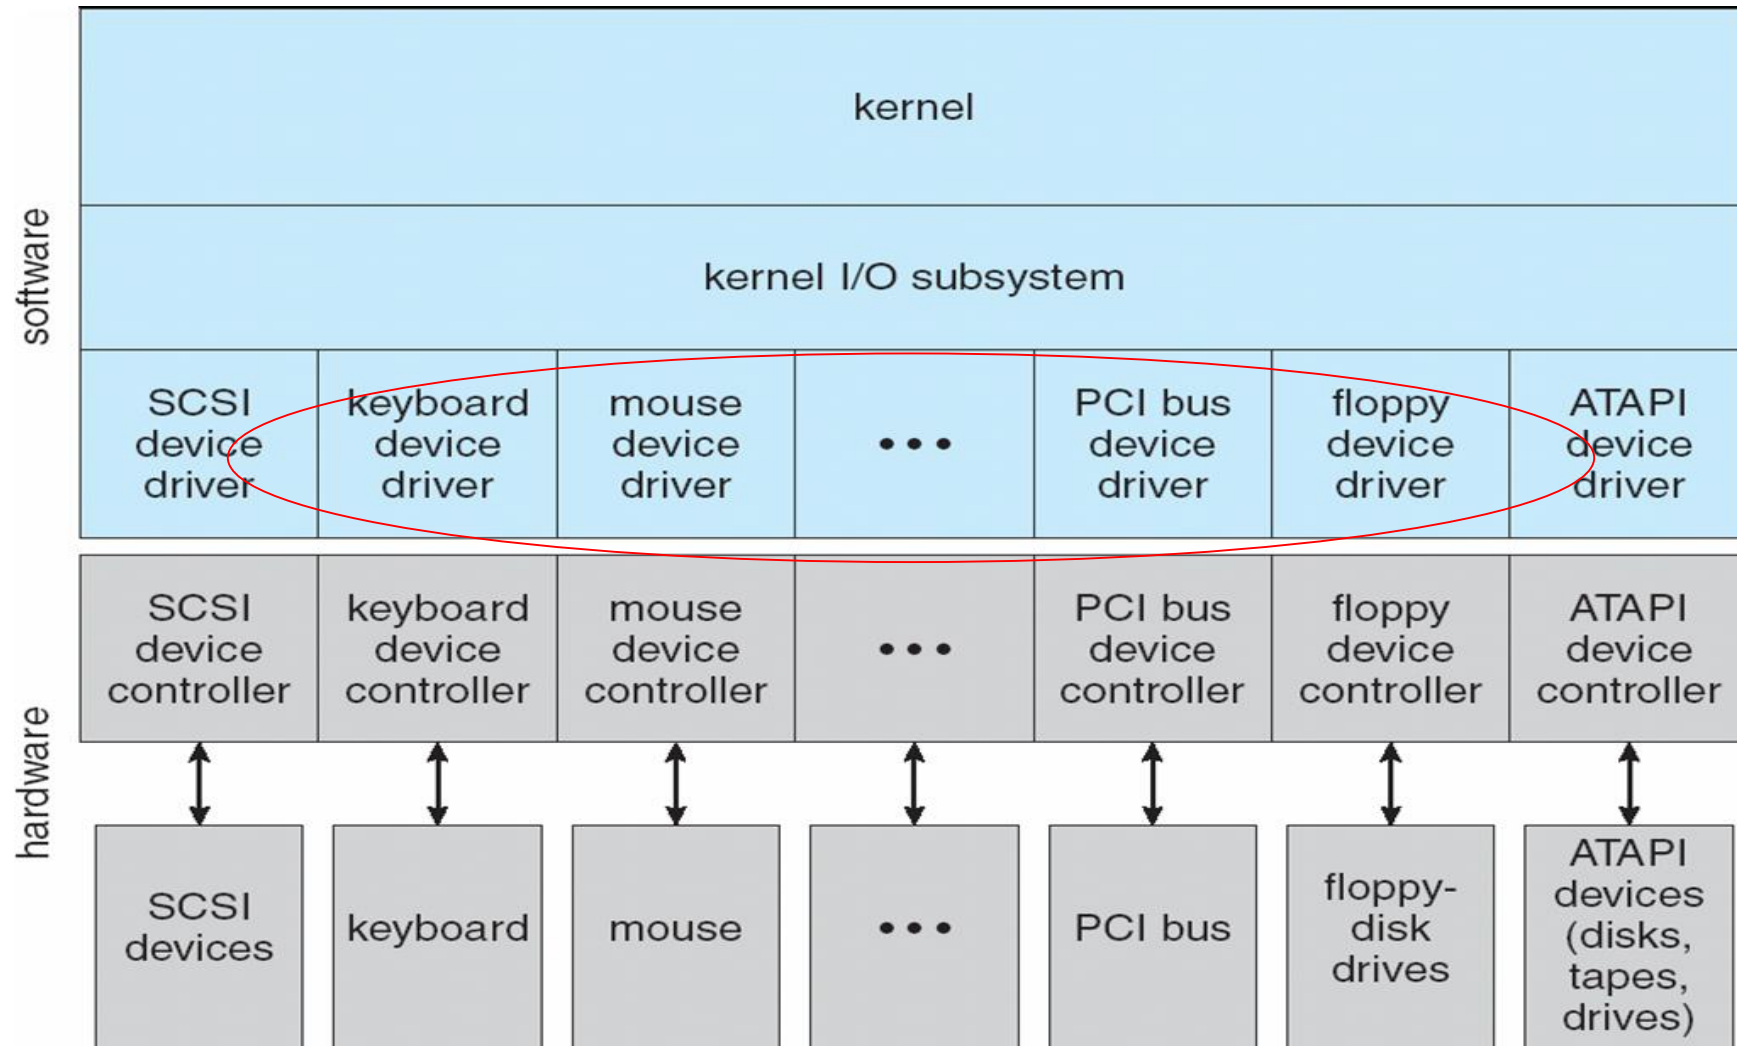 kernel
software
kernel I/O subsystem
SCSI
device
driver
keyboard
device
driver
mouse
device
driver
•••
PCI bus
device
driver
floppy
device
driver
ATAPI
device
driver
hardware
SCSI
device
controller
keyboard
device
controller
mouse
device
controller
•••
PCI bus
device
controller
floppy
device
controller
ATAPI
device
controller
SCSI
devices
keyboard
mouse
•••
PCI bus
floppy-
disk
drives
ATAPI
devices
(disks,
tapes,
drives)